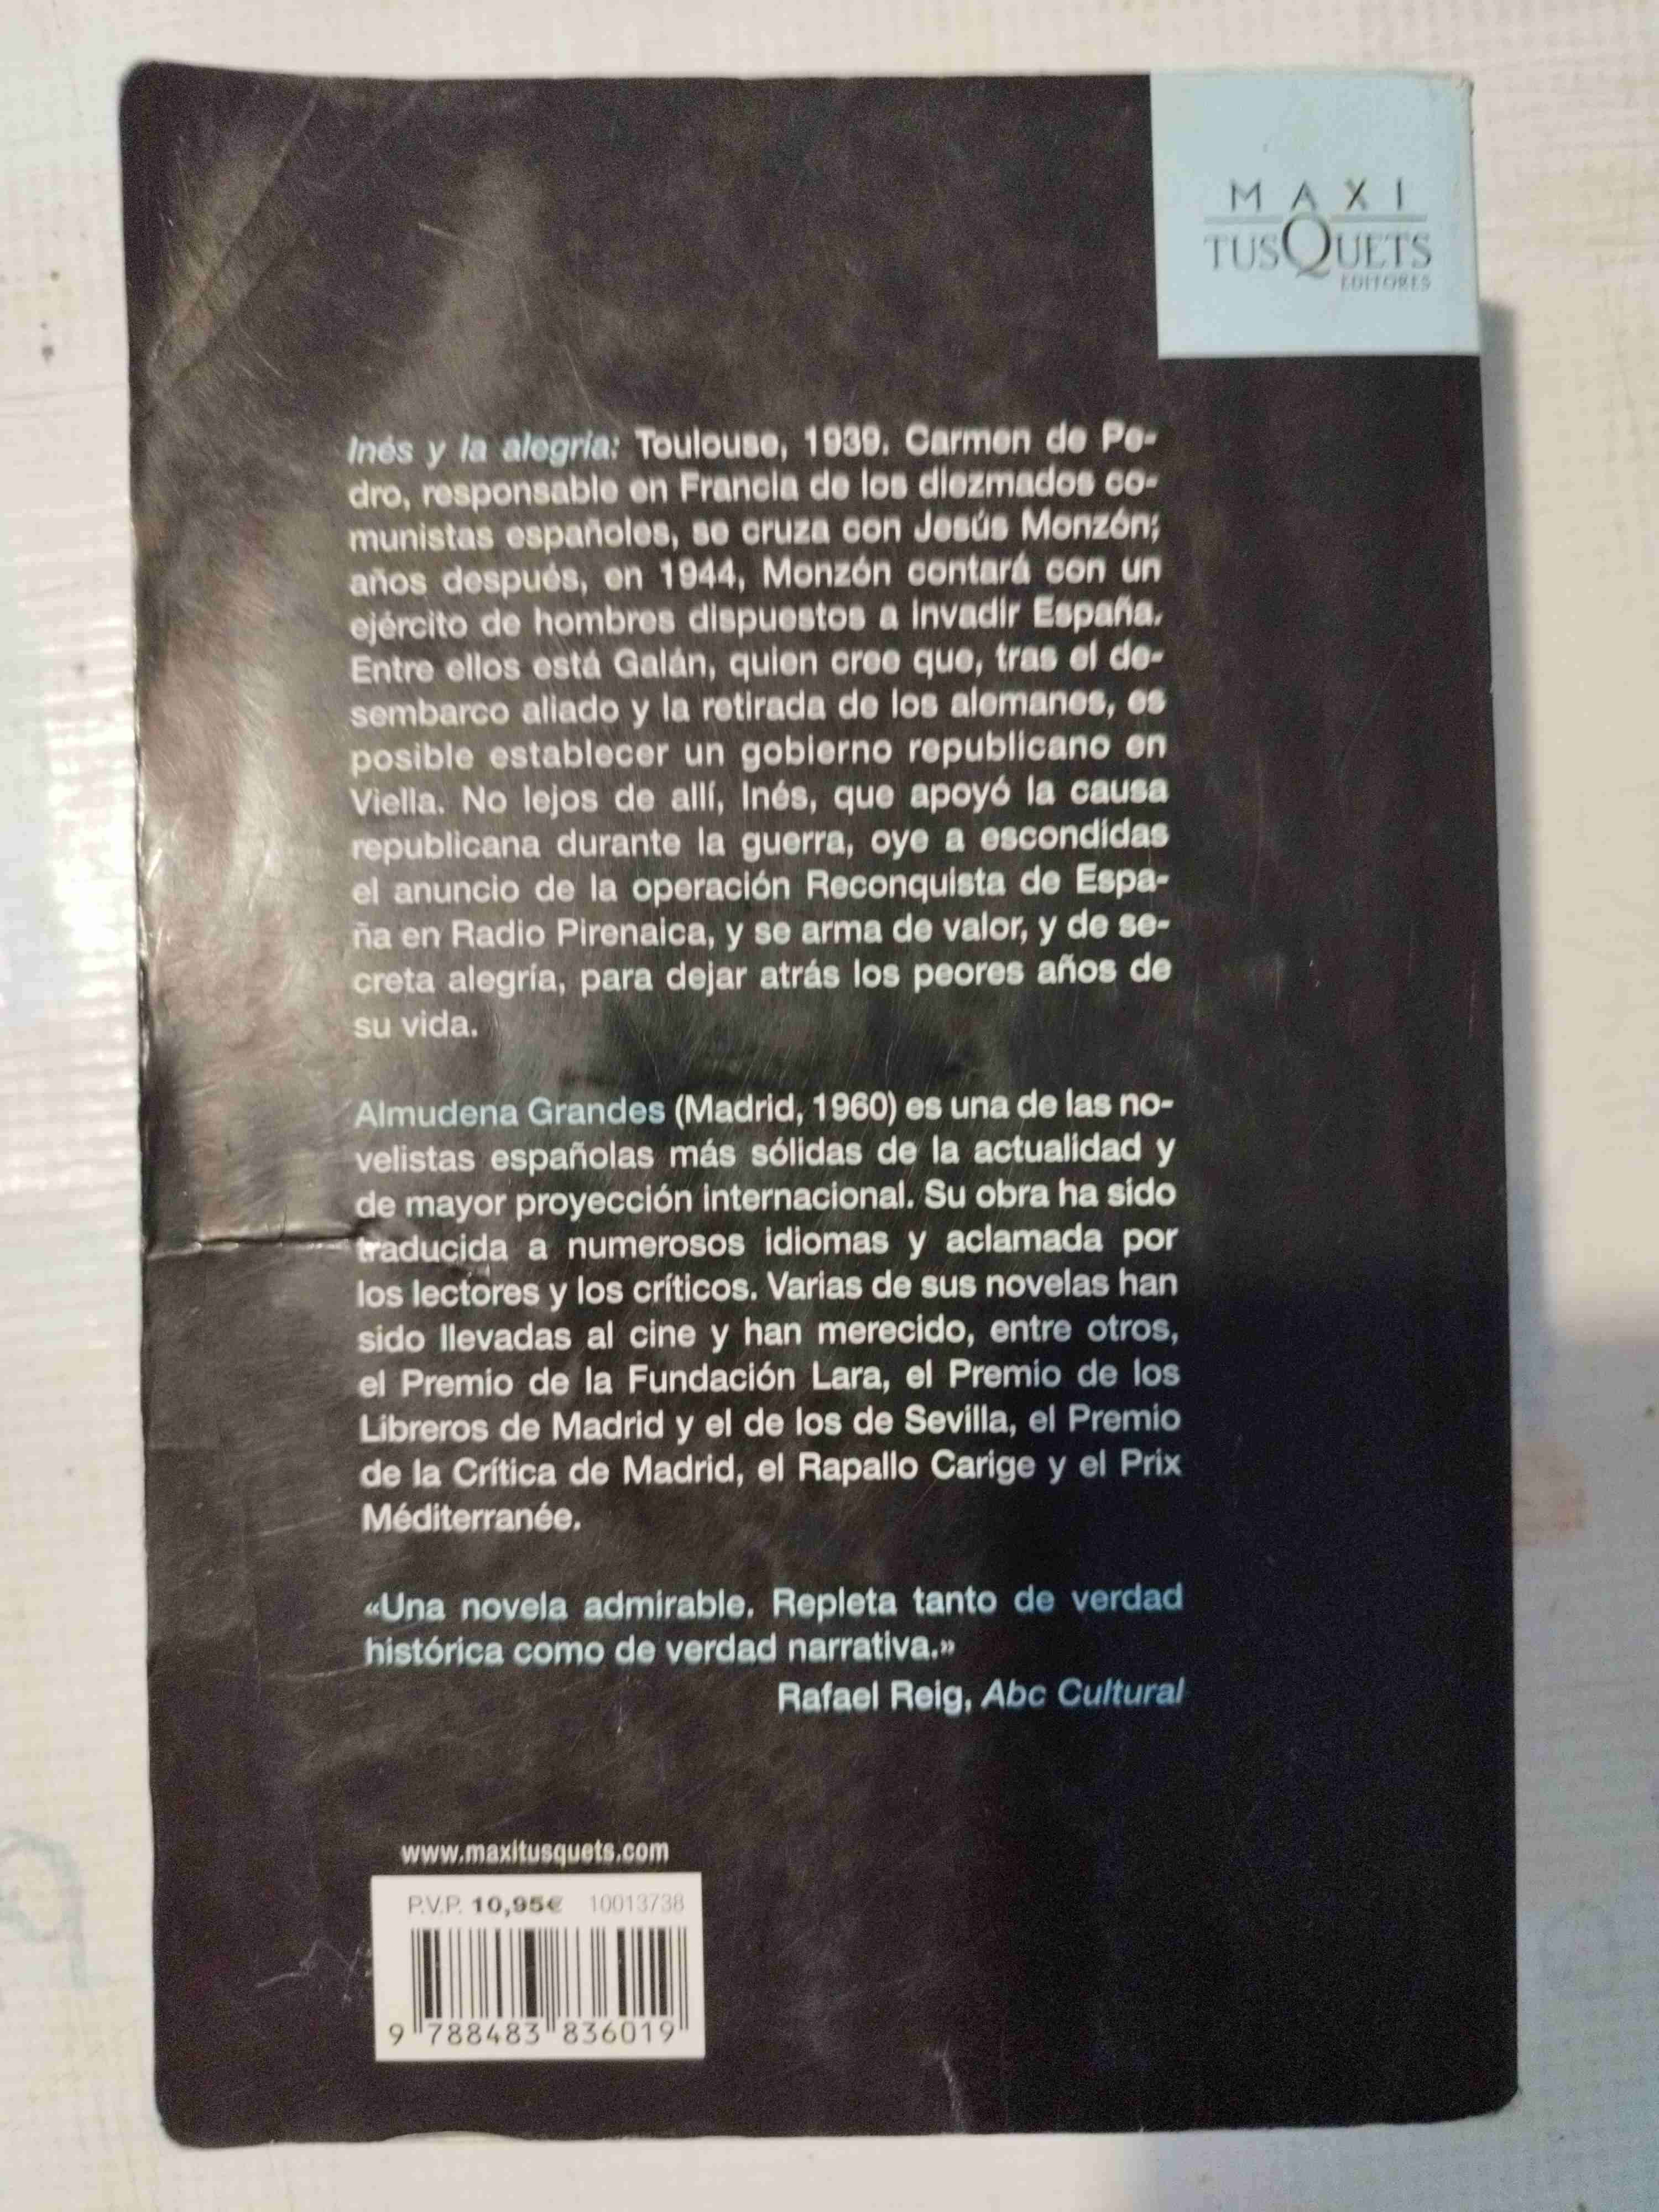 MAXI
TUSQUETS
EDITORES
Inés y la alegría: Toulouse, 1939. Carmen de Pe-
dro, responsable en Francia de los diezmados co-
munistas españoles, se cruza con Jesús Monzón;
años después, en 1944, Monzón contará con un
ejército de hombres dispuestos a invadir España.
Entre ellos está Galán, quien cree que, tras el de-
sembarco aliado y la retirada de los alemanes, es
posible establecer un gobierno republicano en
Viella. No lejos de allí, Inés, que apoyó la causa
republicana durante la guerra, oye a escondidas
el anuncio de la operación Reconquista de Espa-
ña en Radio Pirenaica, y se arma de valor, y de se-
creta alegría, para dejar atrás los peores años de
su vida.
Almudena Grandes (Madrid, 1960) es una de las no-
velistas españolas más sólidas de la actualidad y
de mayor proyección internacional. Su obra ha sido
traducida a numerosos idiomas y aclamada por
los lectores y los críticos. Varias de sus novelas han
sido llevadas al cine y han merecido, entre otros,
el Premio de la Fundación Lara, el Premio de los
Libreros de Madrid y el de los de Sevilla, el Premio
de la Crítica de Madrid, el Rapallo Carige y el Prix
Méditerranée.
«Una novela admirable. Repleta tanto de verdad
histórica como de verdad narrativa.»
Rafael Reig, Abc Cultural
www.maxitusquets.com
P.V.P. 10,95€ 10013738
9 788483 836019